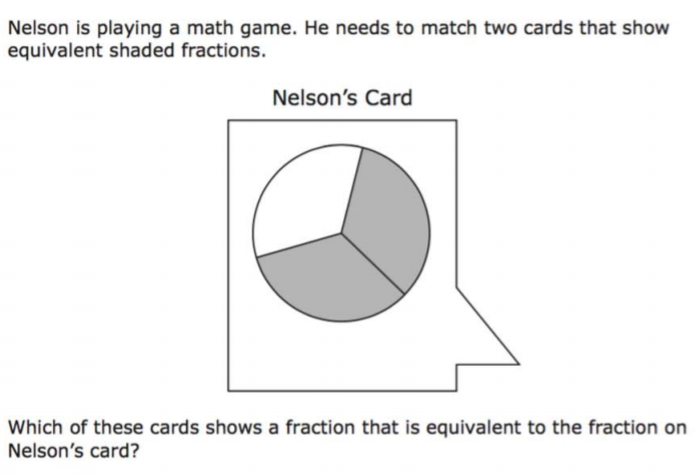 Nelson is playing a math game. He needs to match two cards that show
equivalent shaded fractions.
Nelson's Card
Which of these cards shows a fraction that is equivalent to the fraction on
Nelson's card?